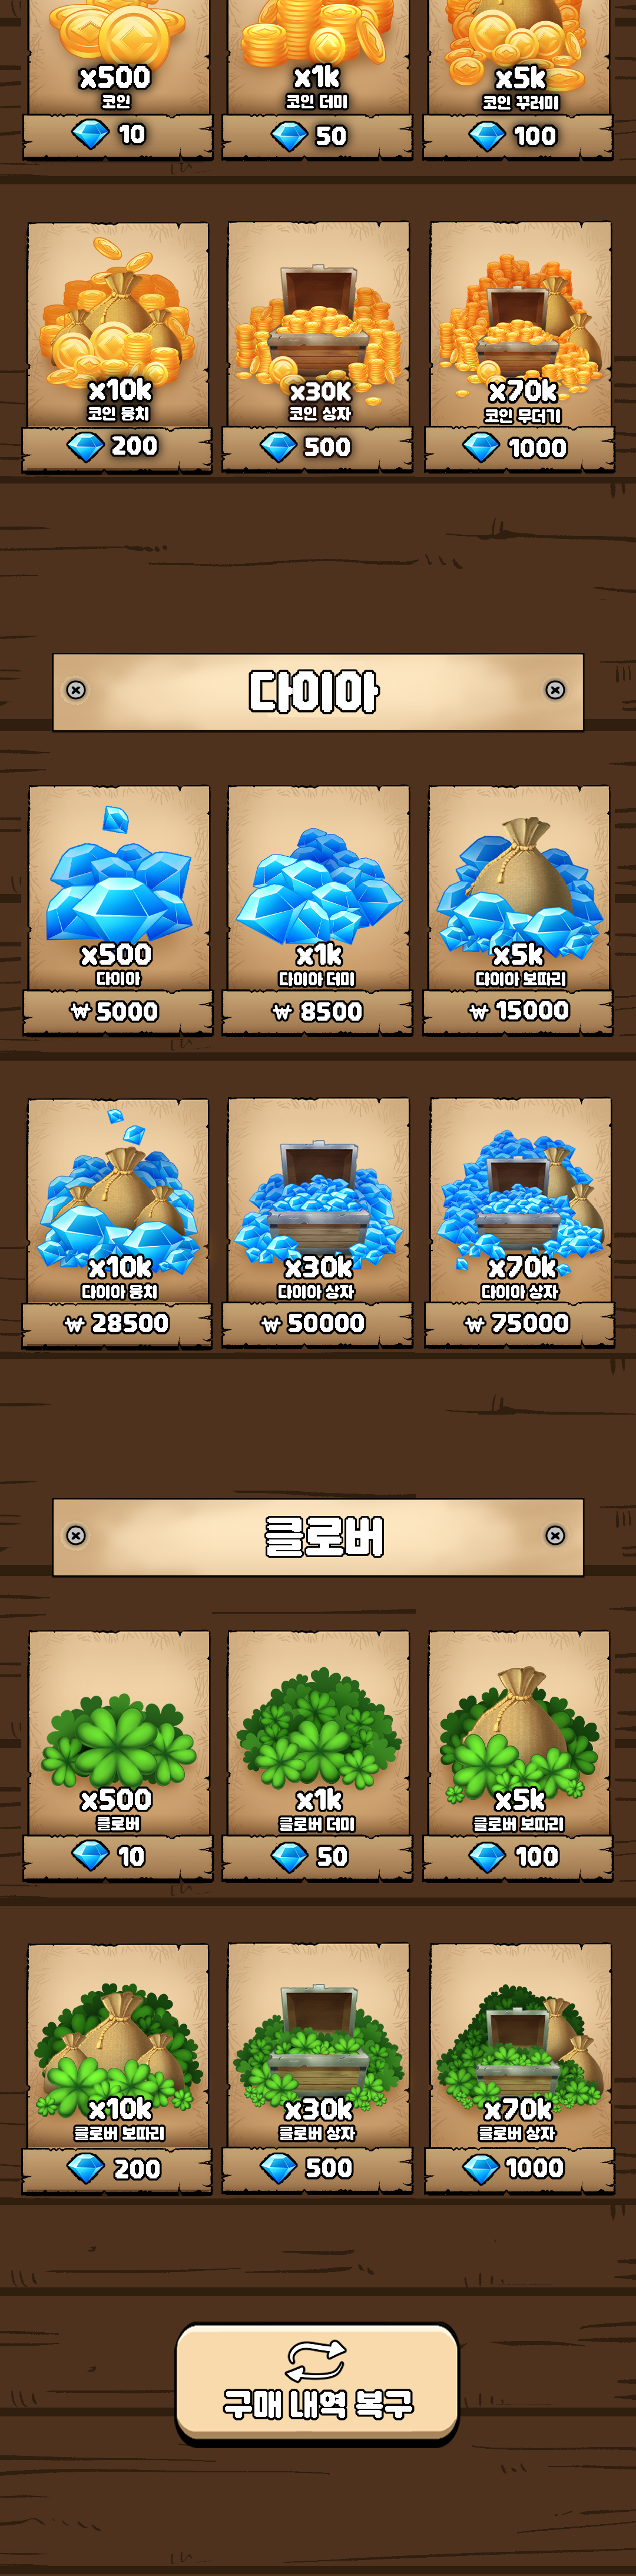 x500
코인
10
x1k
코인 더미
50
x5k
코인 꾸러미
100
x10k
코인 뭉치
200
x30K
코인 상자
500
x70k
코인 무더기
1000
다이아
x500
다이아
₩ 5000
x1k
다이아 더미
₩ 8500
x5k
다이아 보따리
₩ 15000
x10k
다이아 뭉치
₩ 28500
x30k
다이아 상자
₩ 50000
x70k
다이아 상자
₩ 75000
클로버
x500
클로버
10
x1k
클로버 더미
50
x5k
클로버 보따리
100
x10k
클로버 보따리
200
x30k
클로버 상자
500
x70k
클로버 상자
1000
구매 내역 복구